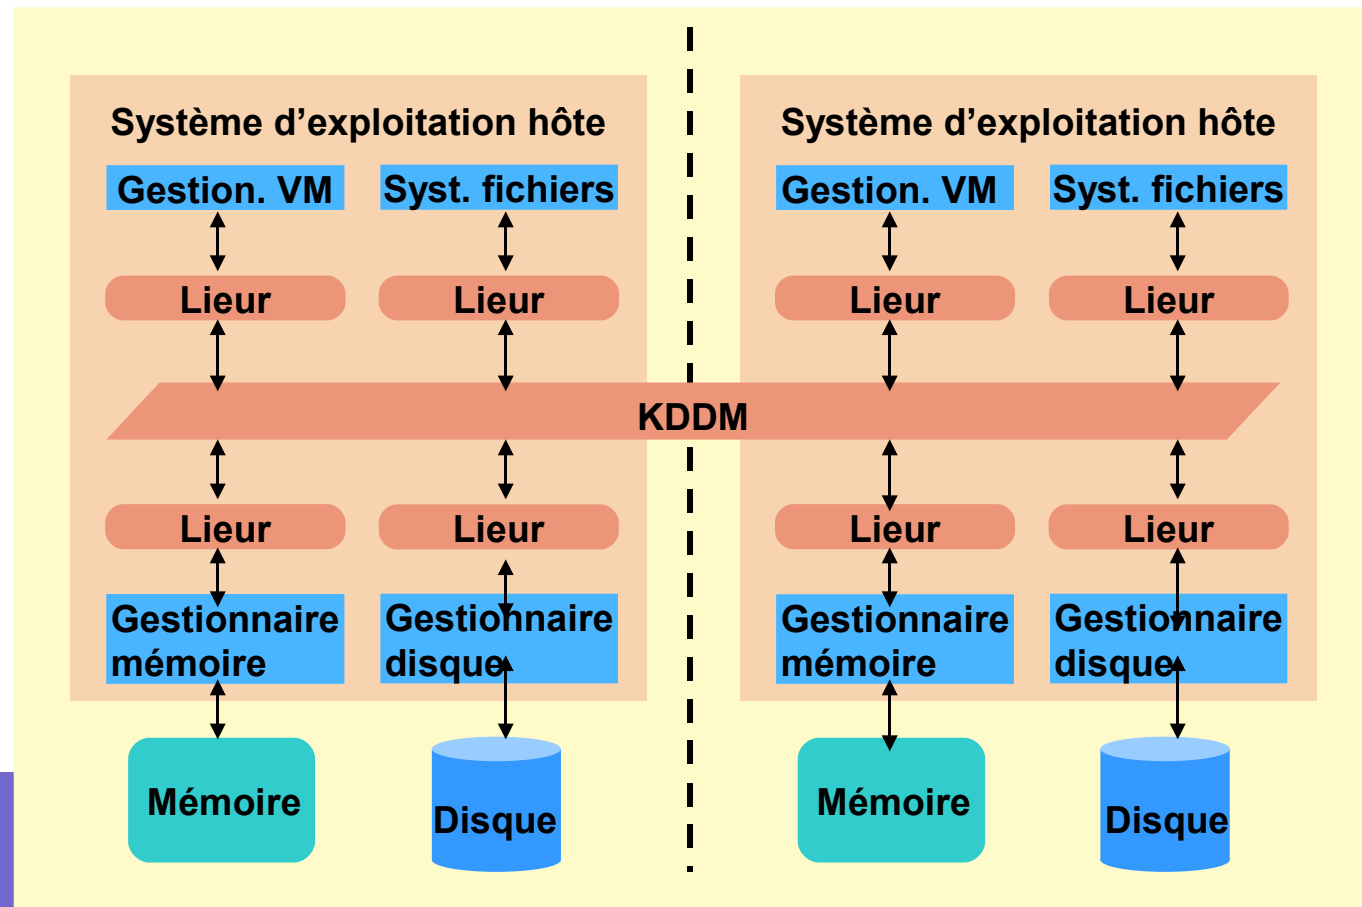 Système d’exploitation hôte
Gestion. VM
Syst. fichiers
Lieur
Lieur
Système d’exploitation hôte
Gestion. VM
Syst. fichiers
Lieur
Lieur
KDDM
Lieur
Lieur
Gestionnaire
mémoire
Gestionnaire
disque
Mémoire
Disque
Lieur
Lieur
Gestionnaire
mémoire
Gestionnaire
disque
Mémoire
Disque